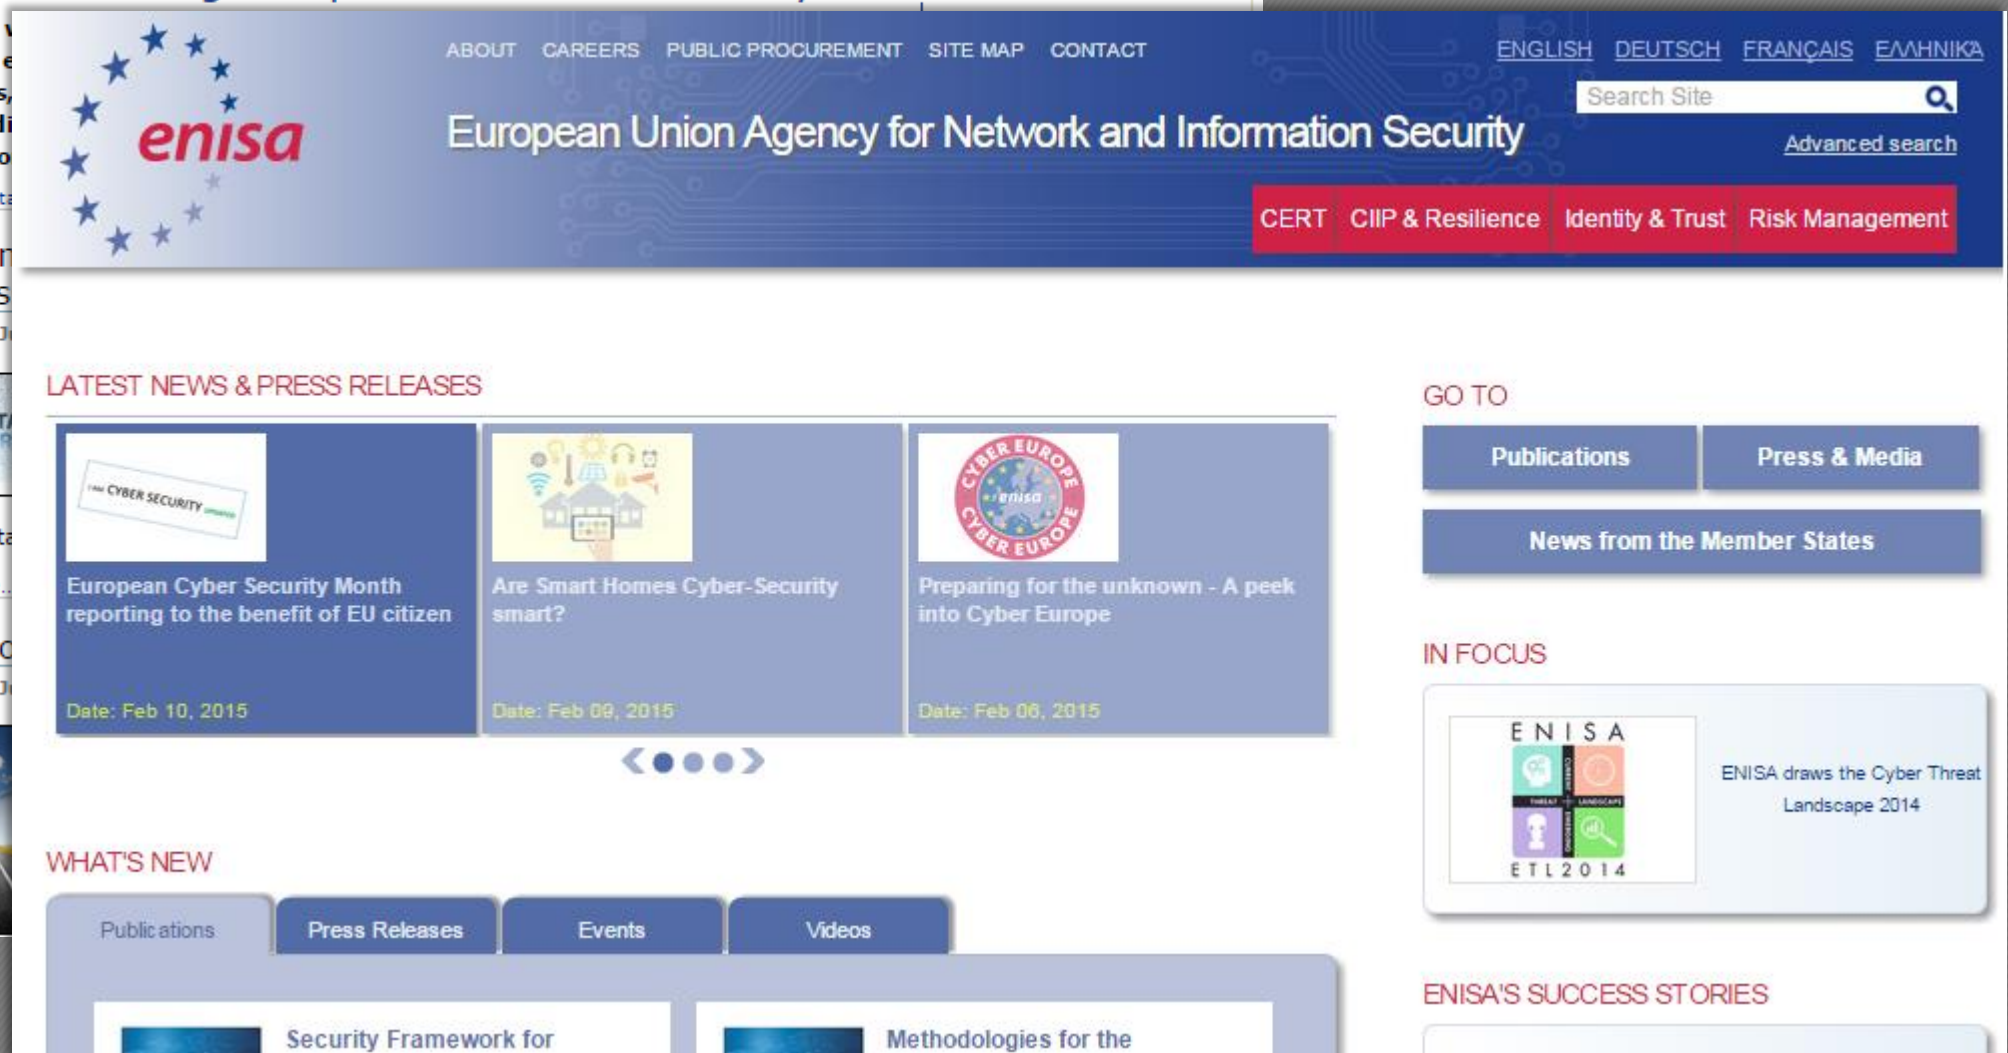 ABOUT CAREERS PUBLIC PROCUREMENT SITE MAP CONTACT
ENGLISH DEUTSCH FRANÇAIS ΕΛΛΗΝΙΚΆ
Search Site
enisa
European Union Agency for Network and Information Security
Advanced search
CERT CIIP & Resilience Identity & Trust Risk Management
LATEST NEWS & PRESS RELEASES
CYBER SECURITY
CYBER EUROPE
enisa
CYBER EUROPE
European Cyber Security Month
reporting to the benefit of EU citizen
Date: Feb 10, 2015
Are Smart Homes Cyber-Security
smart?
Date: Feb 09, 2015
Preparing for the unknown - A peek
into Cyber Europe
Date: Feb 06, 2015
GO TO
Publications Press & Media
News from the Member States
IN FOCUS
ENISA
THREAT LANDSCAPE
ETL2014
ENISA draws the Cyber Threat
Landscape 2014
WHAT'S NEW
Publications Press Releases Events Videos
Security Framework for
Methodologies for the
ENISA'S SUCCESS STORIES